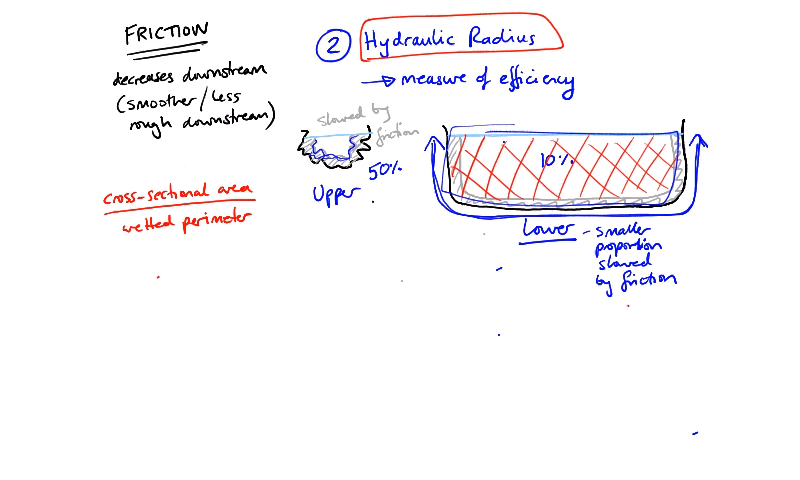 FRICTION
decreases downstream
(smoother/less
rough downstream)
2 Hydraulic Radius
→ measure of efficiency
slowed by
friction
50%
Upper
10%
cross-sectional area
wetted perimeter
Lower - smaller
proportion
slowed
by friction